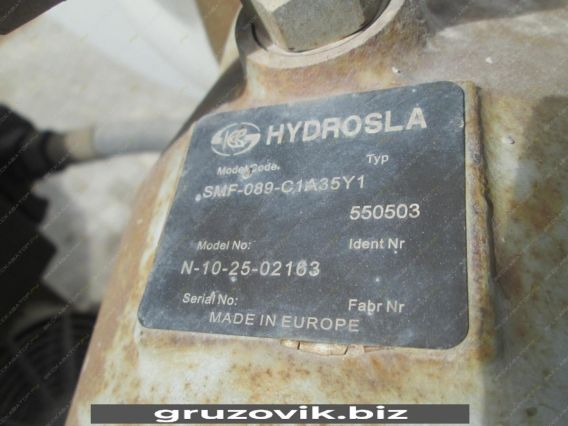 HYDROSLA
Model Code. Typ
SMF-089-C1A35Y1
550503
Model No: Ident Nr
N-10-25-02163
Serial No: Fabr Nr
MADE IN EUROPE
gruzovik.biz